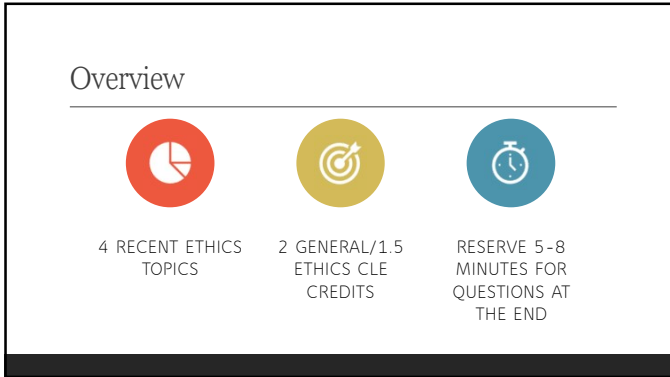 Overview
4 RECENT ETHICS
TOPICS
2 GENERAL/1.5
ETHICS CLE
CREDITS
RESERVE 5-8
MINUTES FOR
QUESTIONS AT
THE END